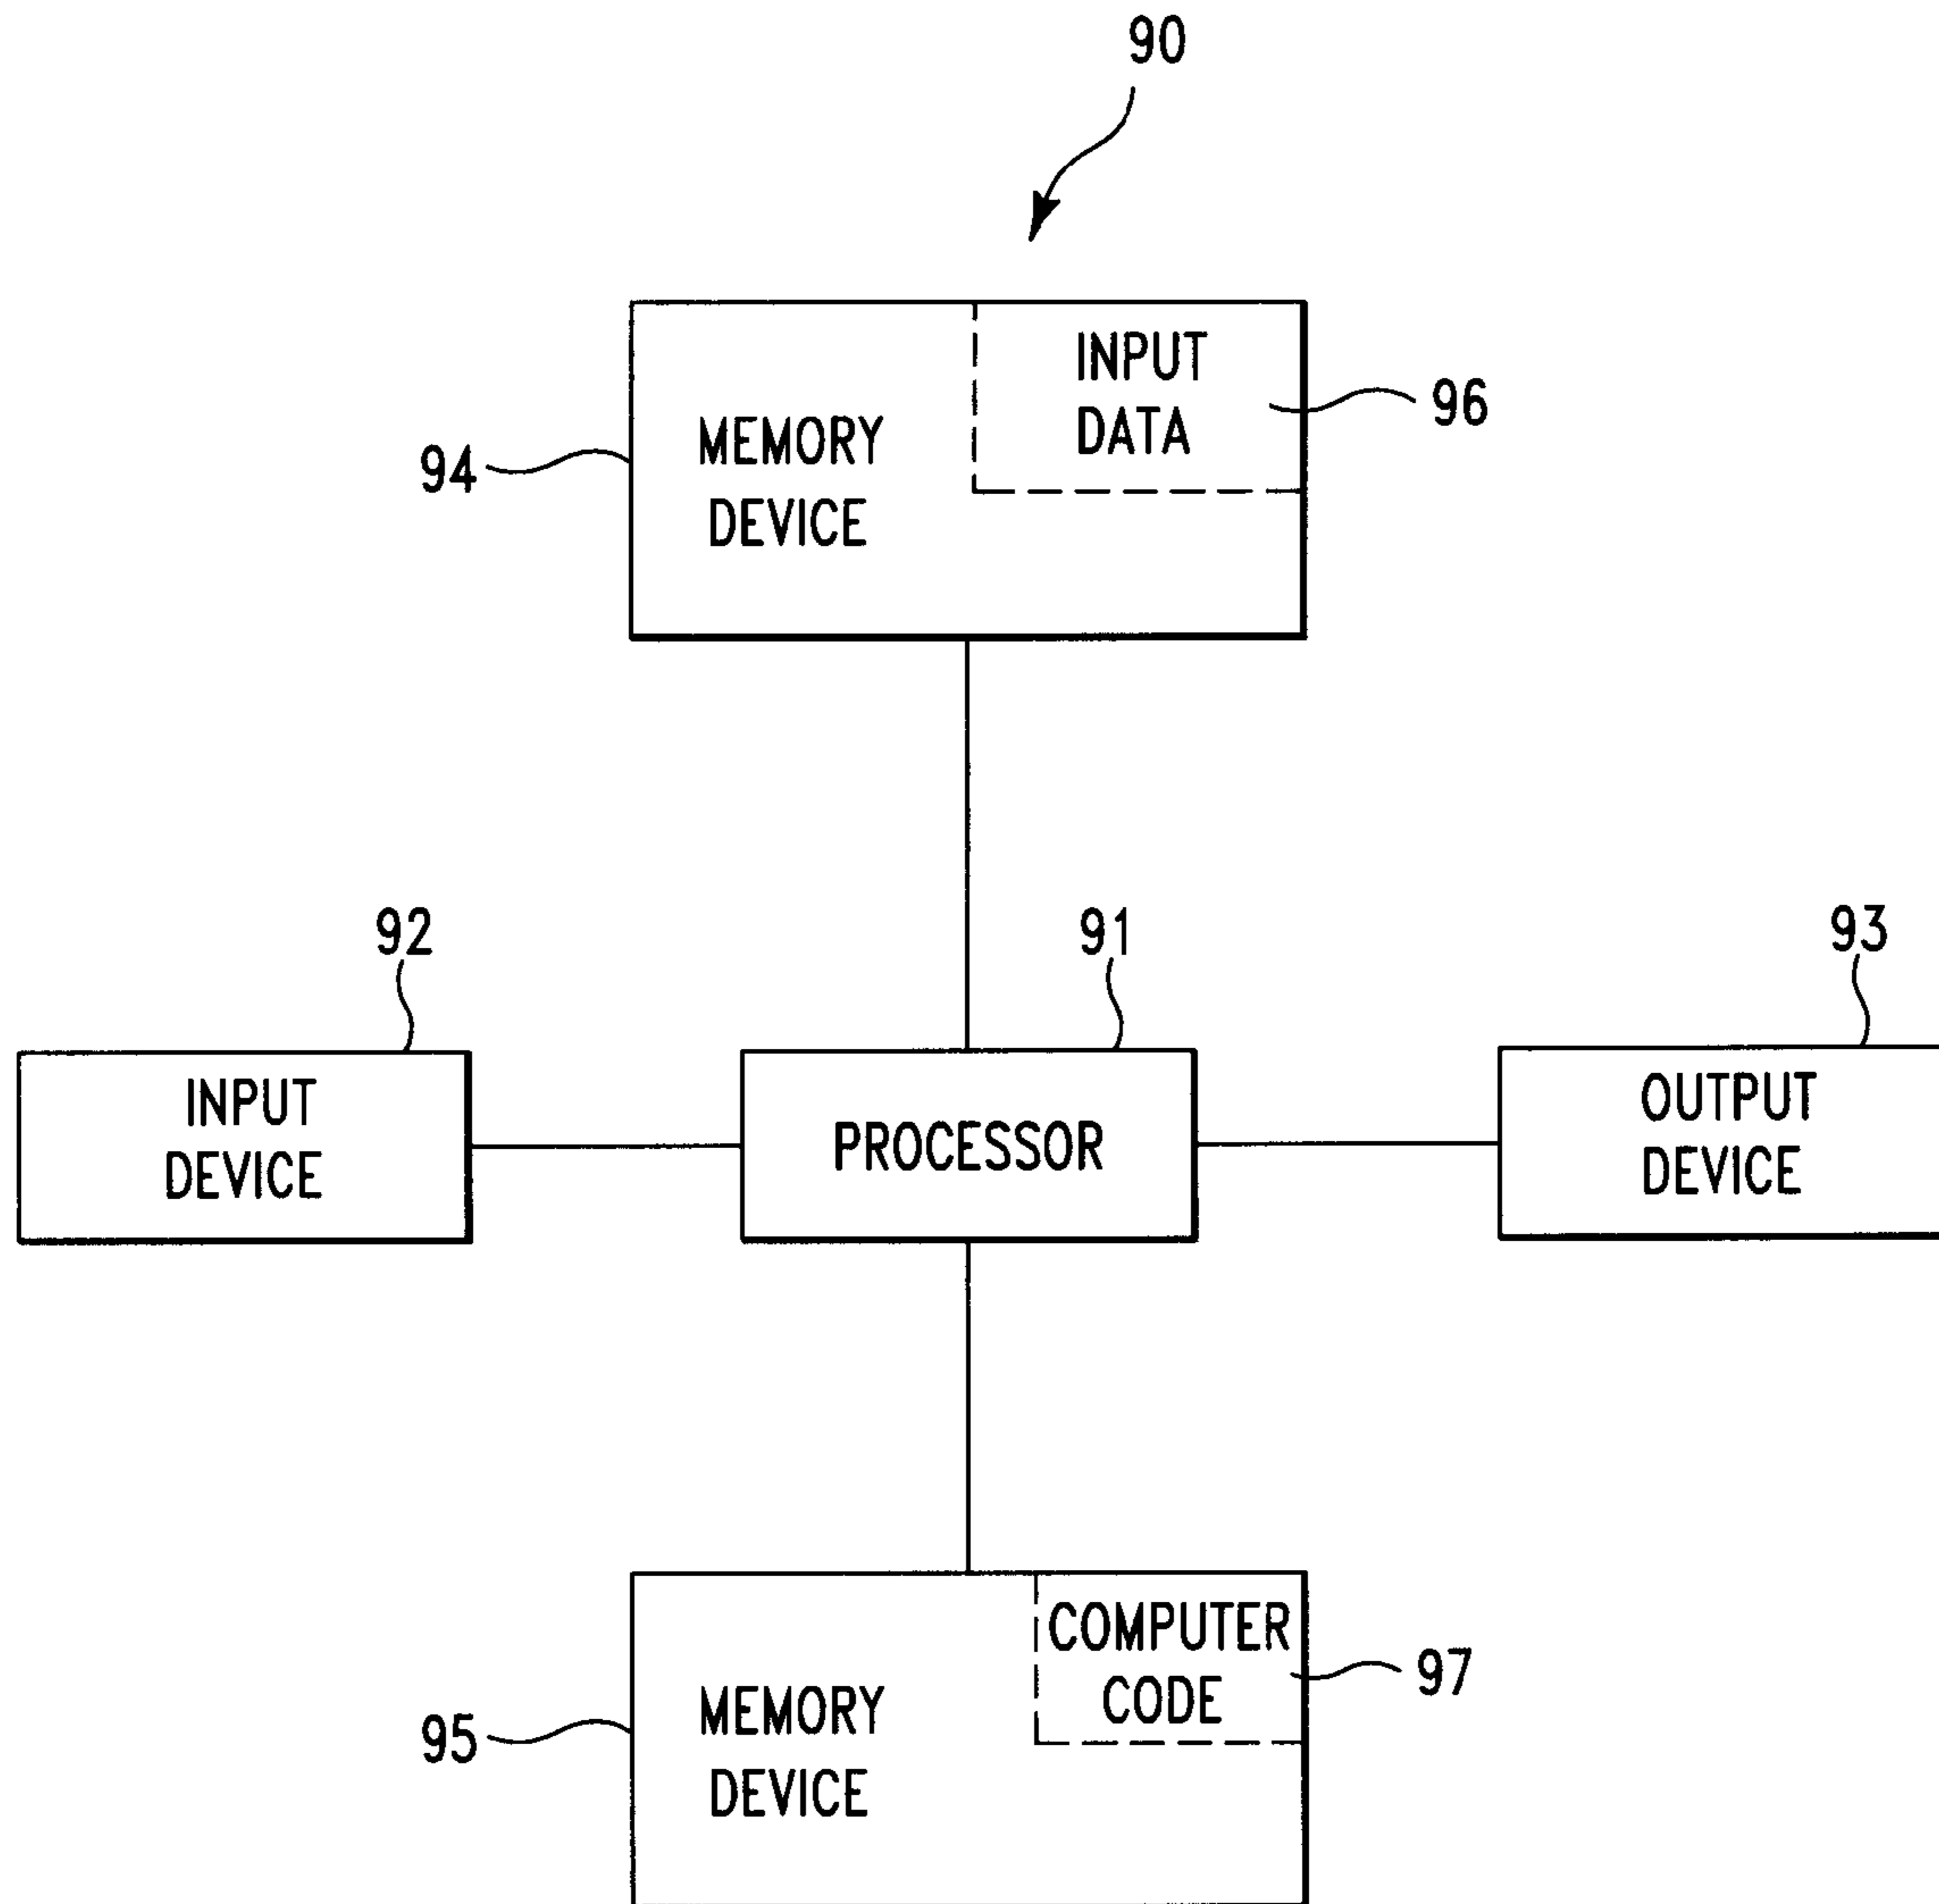 90
INPUT
DATA
96
MEMORY
DEVICE
94
92
91
93
INPUT
DEVICE
PROCESSOR
OUTPUT
DEVICE
COMPUTER
CODE
97
MEMORY
DEVICE
95